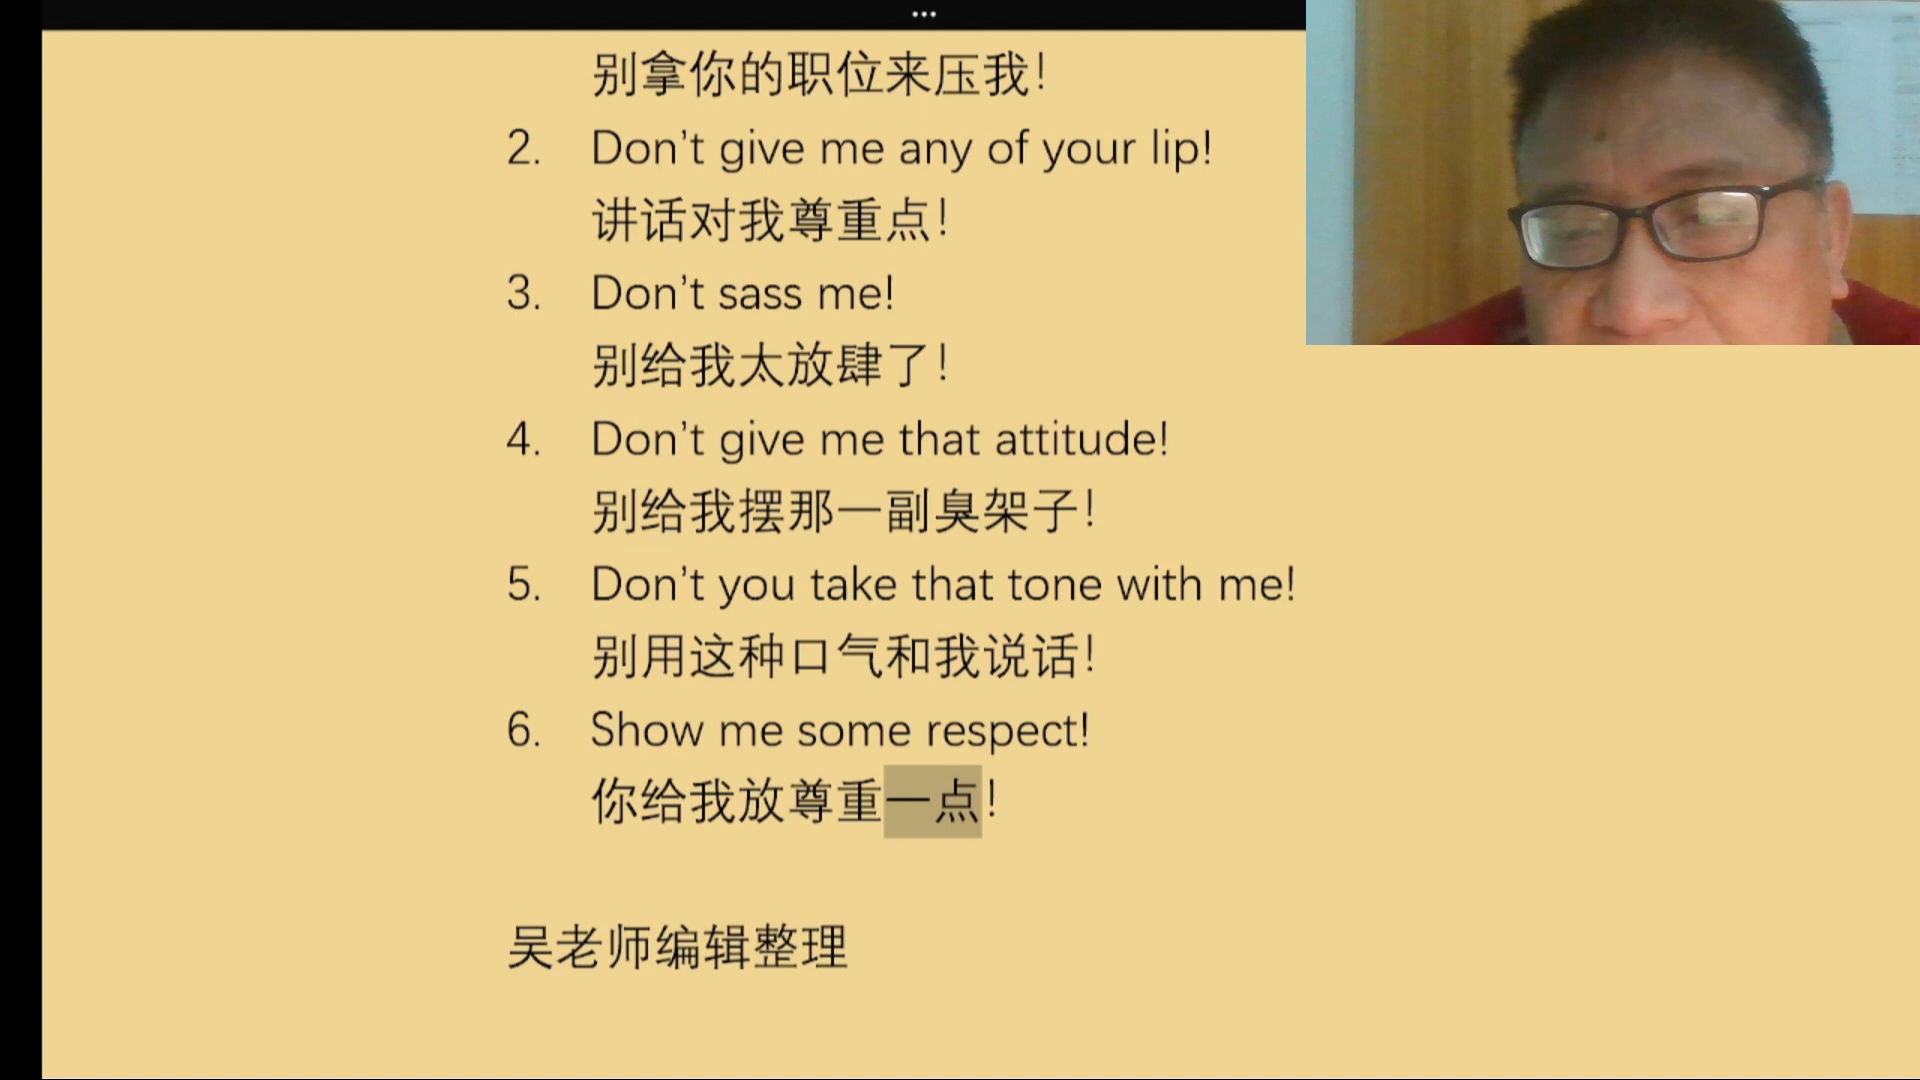 别拿你的职位来压我！
2. Don't give me any of your lip!
讲话对我尊重点！
3. Don't sass me!
别给我太放肆了！
4. Don't give me that attitude!
别给我摆那一副臭架子！
5. Don't you take that tone with me!
别用这种口气和我说话！
6. Show me some respect!
你给我放尊重一点！
吴老师编辑整理